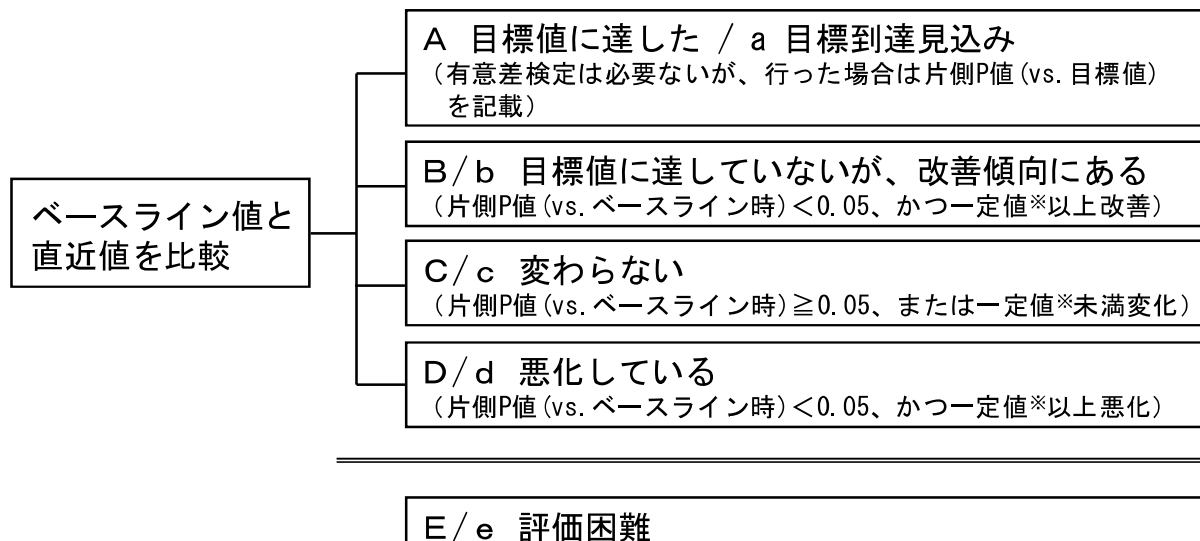 A 目標値に達した / a 目標到達見込み
(有意差検定は必要ないが、行った場合は片側P値(vs.目標値)
を記載)
B/b 目標値に達していないが、改善傾向にある
(片側P値(vs.ベースライン時)<0.05、かつ一定値※以上改善)
ベースライン値と
直近値を比較
C/c 変わらない
(片側P値(vs.ベースライン時)≧0.05、または一定値※未満変化)
D/d 悪化している
(片側P値(vs.ベースライン時)<0.05、かつ一定値※以上悪化)
E/e 評価困難